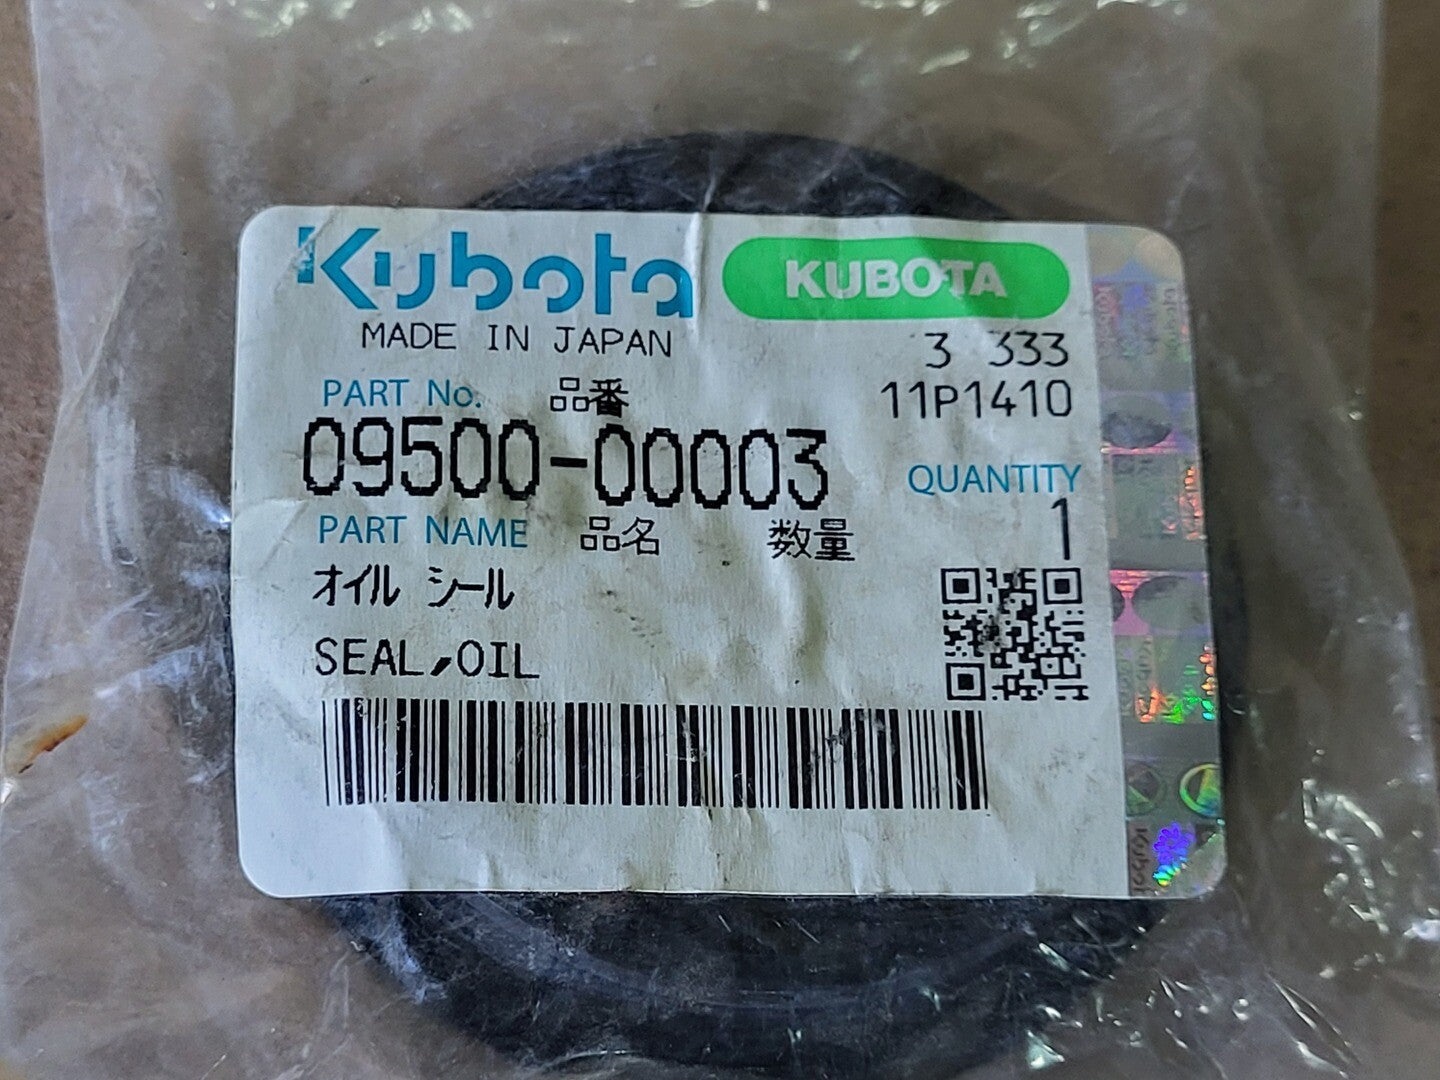 Kubota KUBOTA
MADE IN JAPAN 3 333
PART No. 品番 11P1410
09500-00003 QUANTITY
PART NAME 品名 数量 1
オイル シール
SEAL,OIL